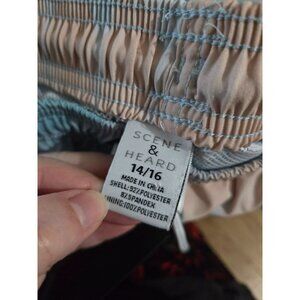 SCENE
&
HEARD
14/16
MADE IN CHINA
SHELL: 92% POLYESTER
8% SPANDEX
LINING: 100% POLYESTER